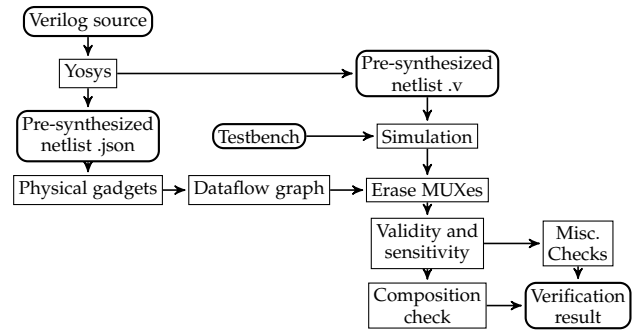 Verilog source
Yosys
Pre-synthesized
netlist .v
Pre-synthesized
netlist .json
Testbench
Simulation
Physical gadgets
Dataflow graph
Erase MUXes
Validity and
sensitivity
Misc.
Checks
Composition
check
Verification
result